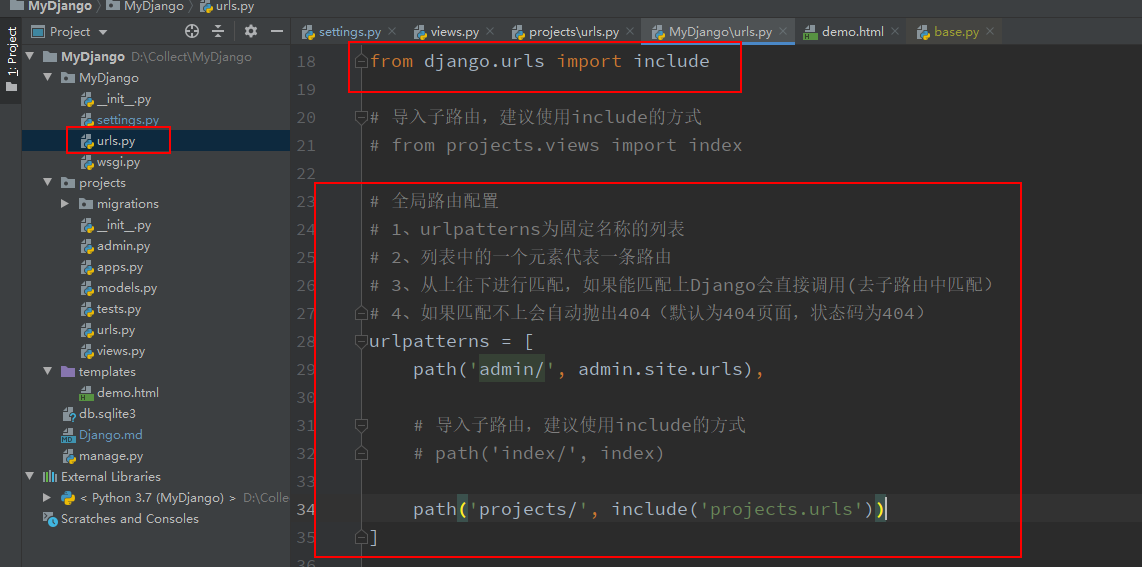 MyDjango MyDjango urls.py
1: Project
Project
MyDjango D:\Collect\MyDjango
MyDjango
__init__.py
settings.py
urls.py
wsgi.py
projects
migrations
__init__.py
admin.py
apps.py
models.py
tests.py
urls.py
views.py
templates
demo.html
db.sqlite3
Django.md
manage.py
External Libraries
< Python 3.7 (MyDjango) > D:\Colle
Scratches and Consoles
settings.py views.py projects\urls.py MyDjango\urls.py demo.html base.py
18 from django.urls import include
19
20 # 导入子路由，建议使用include的方式
21 # from projects.views import index
22
23 # 全局路由配置
24 # 1、urlpatterns为固定名称的列表
25 # 2、列表中的一个元素代表一条路由
26 # 3、从上往下进行匹配，如果能匹配上Django会直接调用(去子路由中匹配）
27 # 4、如果匹配不上会自动抛出404（默认为404页面，状态码为404）
28 urlpatterns = [
29 path('admin/', admin.site.urls),
30
31 # 导入子路由，建议使用include的方式
32 # path('index/', index)
33
34 path('projects/', include('projects.urls'))
35 ]
36